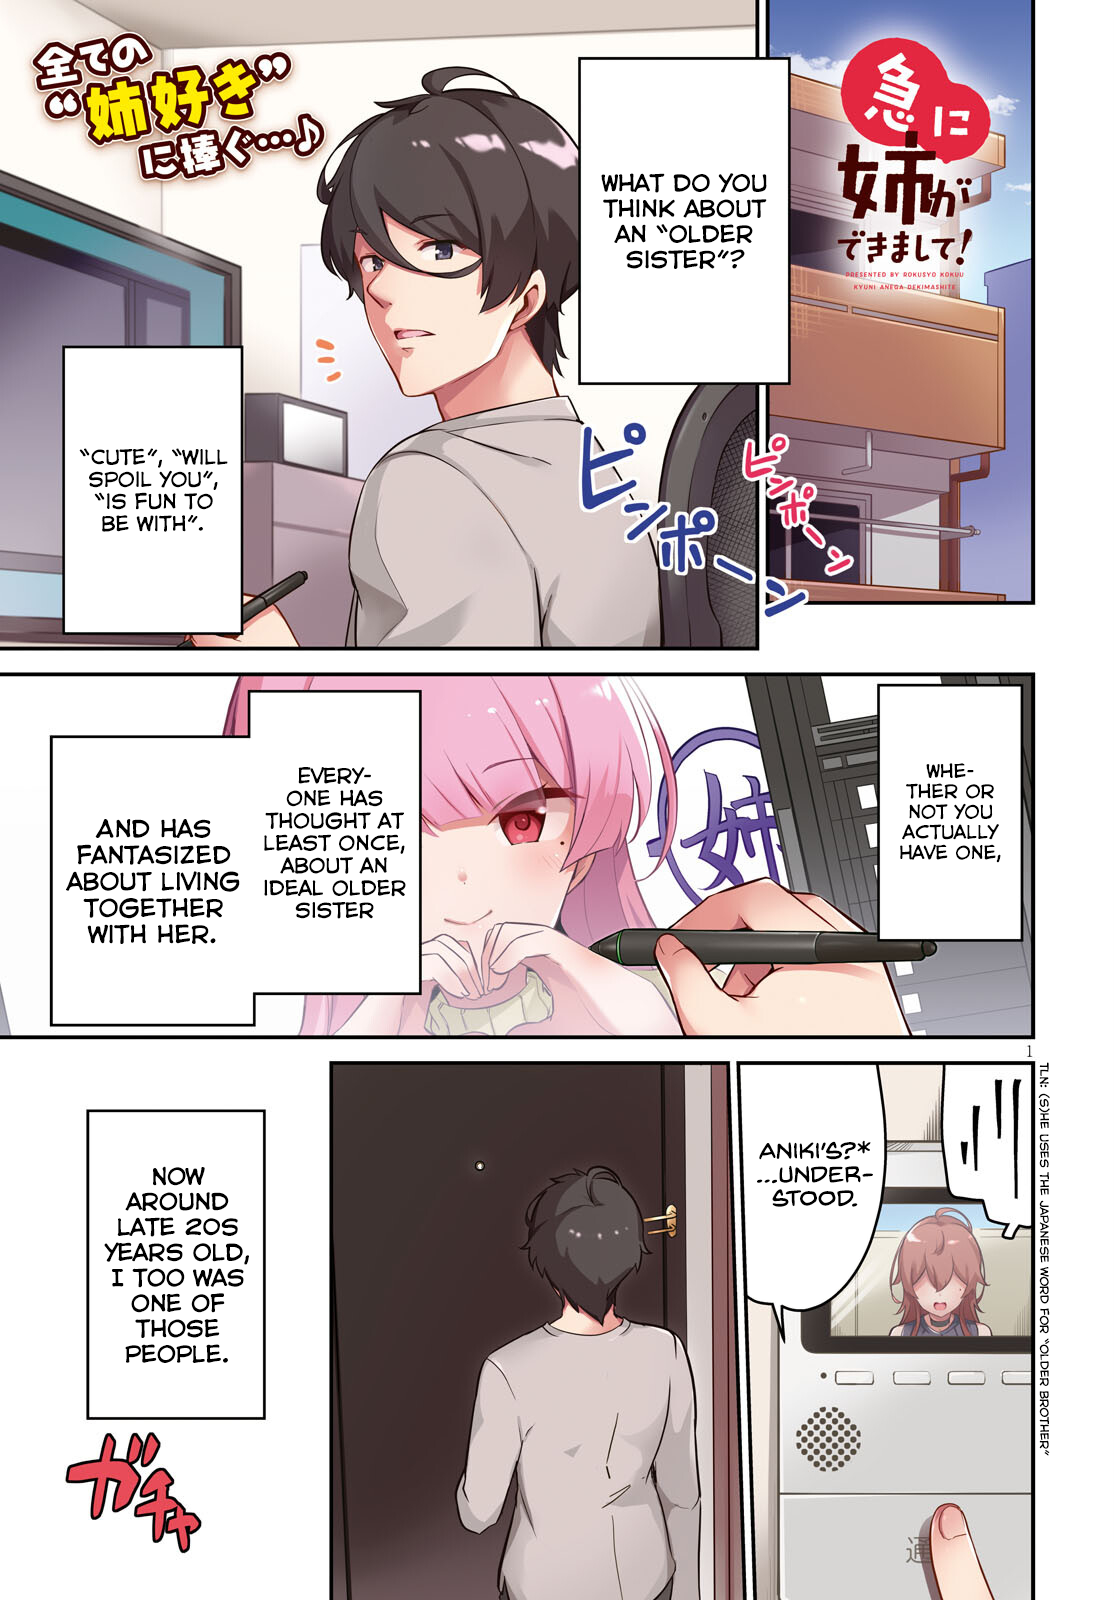 急に
姉が
できまして!
PRESENTED BY ROKUSYO KOKUU
KYUNI ANEGA DEKIMASHITE
全ての
“姉好き”
に捧ぐ…♪
WHAT DO YOU
THINK ABOUT
AN "OLDER
SISTER"?
ピンポーン
ピンポーン
"CUTE", "WILL
SPOIL YOU",
"IS FUN TO
BE WITH".
WHE-
THER OR
NOT YOU
ACTUALLY
HAVE ONE,
姉
EVERY-
ONE HAS
THOUGHT AT
LEAST ONCE,
ABOUT AN
IDEAL OLDER
SISTER
AND HAS
FANTASIZED
ABOUT LIVING
TOGETHER
WITH HER.
1
TLN: (S)HE USES THE JAPANESE WORD FOR "OLDER BROTHER"
ANIKI'S?*
...UNDER-
STOOD.
通
NOW
AROUND
LATE 20S
YEARS OLD,
I TOO WAS
ONE OF
THOSE
PEOPLE.
ガチャ